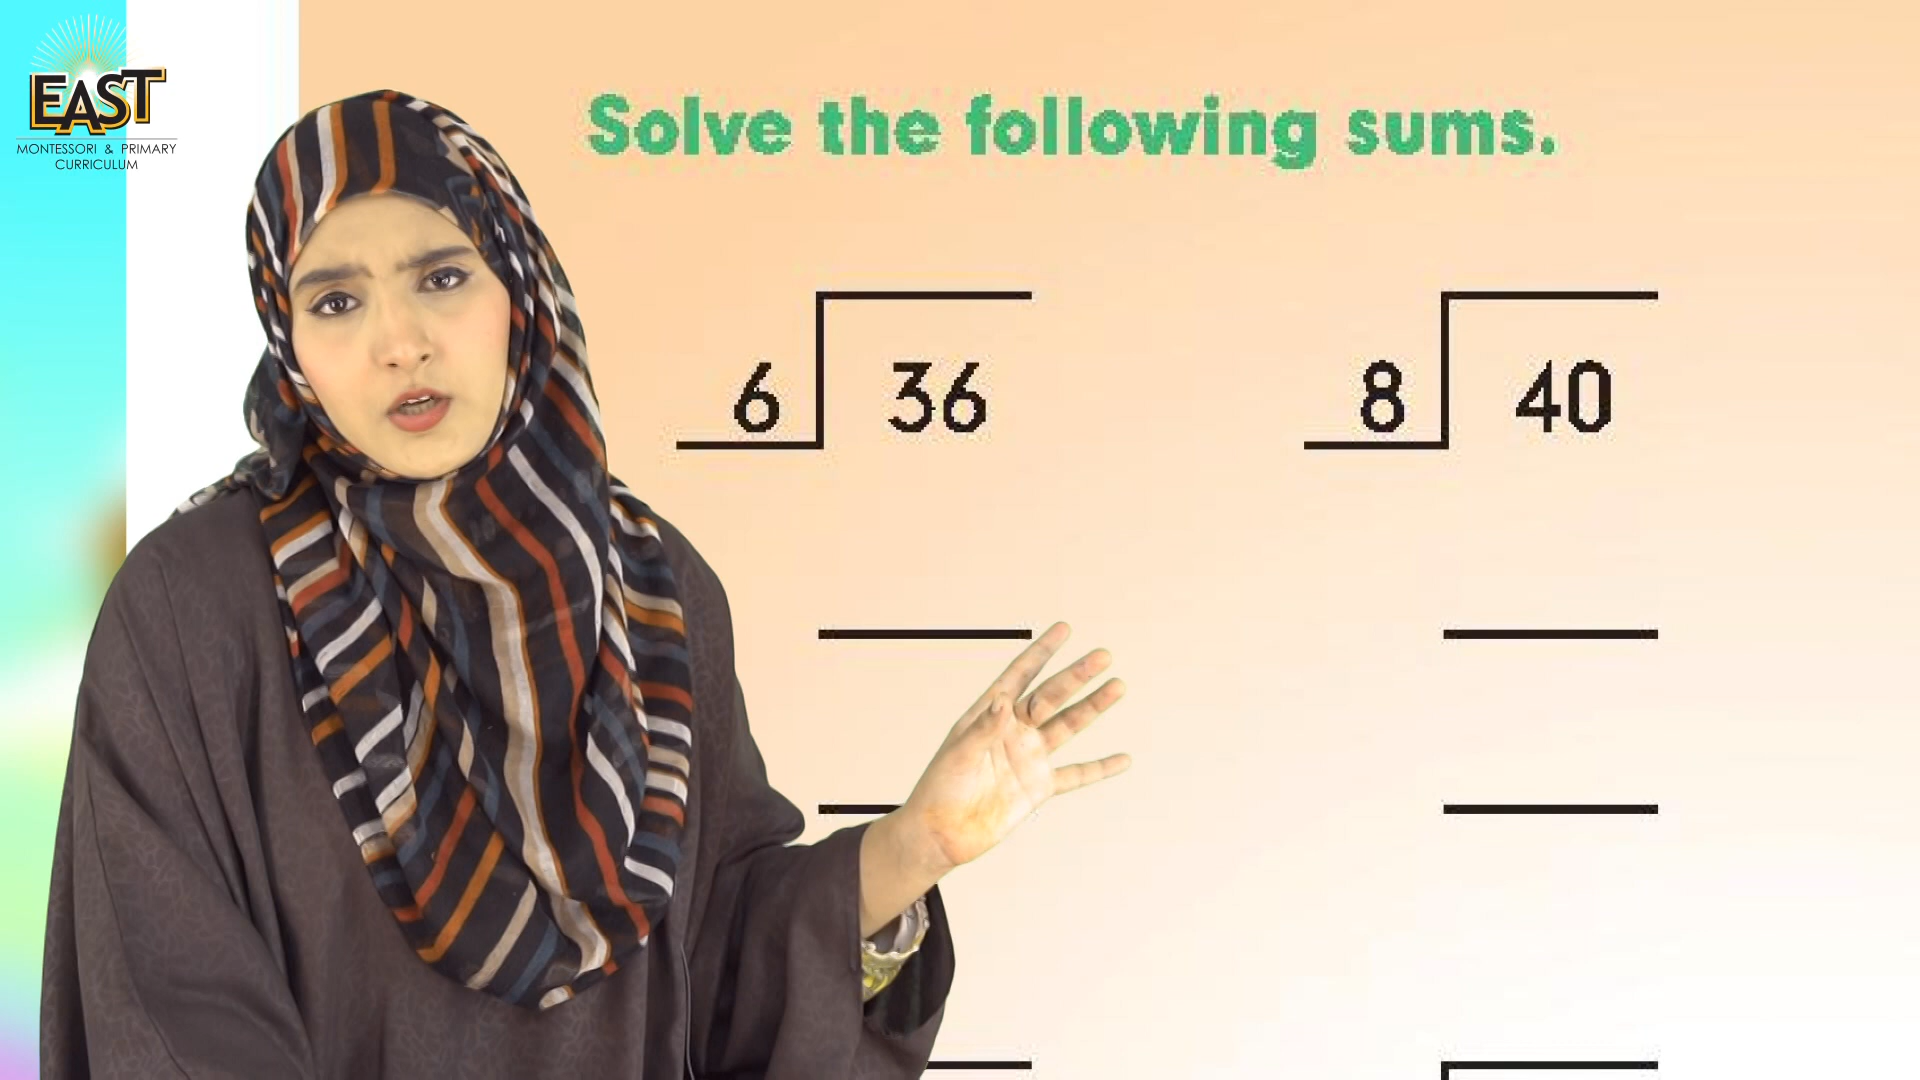 EAST
MONTESSORI & PRIMARY
CURRICULUM
Solve the following sums.
6 36
8 40